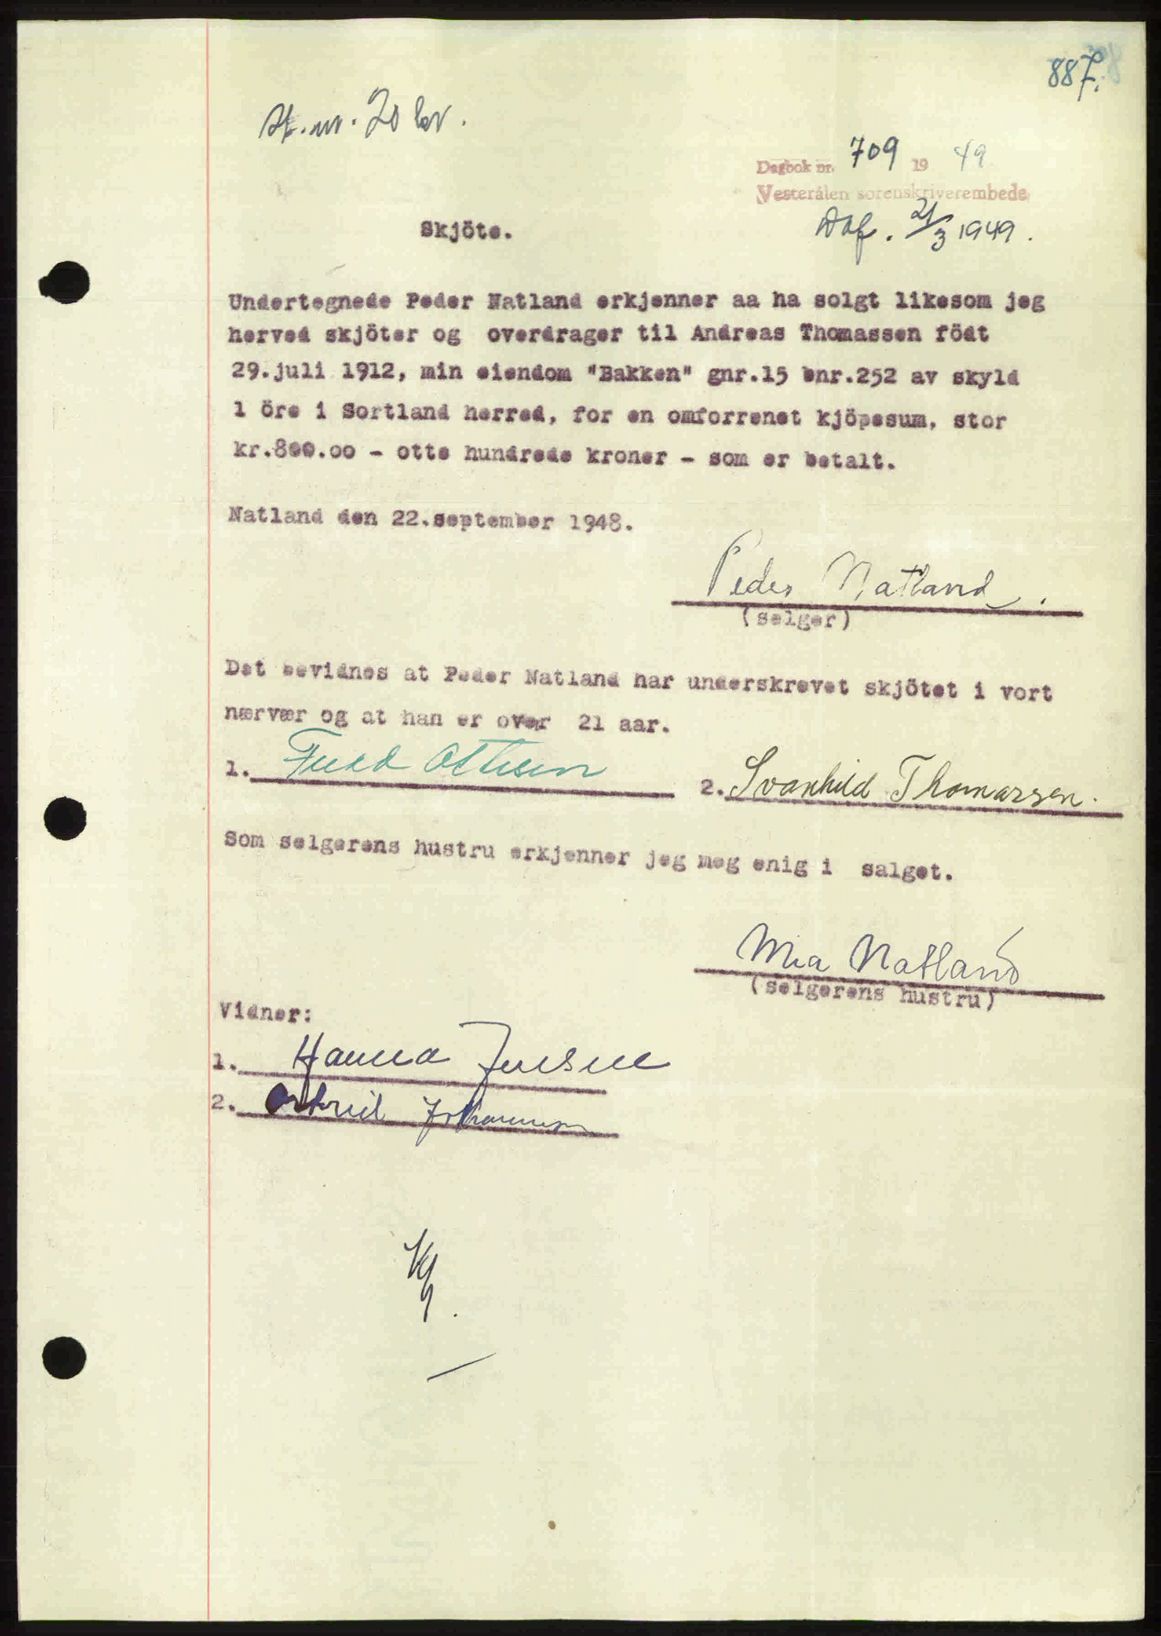 887.
st.m. 20 kr.
Dagbok nr. 709 1949
Vesterålen sorenskriverembede
Daf. 21/3 1949.
Skjöte.
Undertegnede Peder Natland erkjenner aa ha solgt likesom jeg
herved skjöter og overdrager til Andreas Thomassen födt
29.juli 1912, min eiendom "Bakken" gnr.15 bnr.252 av skyld
1 öre i Sortland herred, for en omforrenet kjöpesum, stor
kr.800.00 - otte hundrede kroner - som er betalt.
Natland den 22.september 1948.
Peder Natland.
(selger)
Det bevidnes at Peder Natland har underskrevet skjötet i vort
nærvær og at han er over 21 aar.
1. Ottesen
2. Svanhild Thomassen.
Som selgerens hustru erkjenner jeg meg enig i salget.
Mia Natland
(selgerens hustru)
Vidner:
1. Hanna Jensen
2. Johannesen